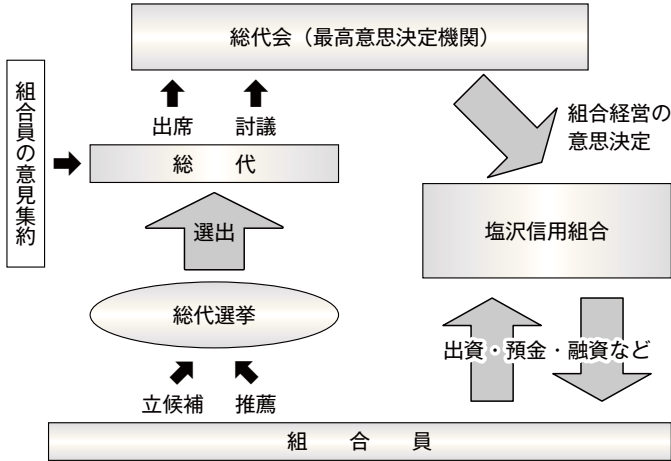 総代会（最高意思決定機関）
組合員の意見集約
出席
討議
組合経営の
意思決定
総　代
選出
塩沢信用組合
総代選挙
出資・預金・融資など
立候補
推薦
組　合　員